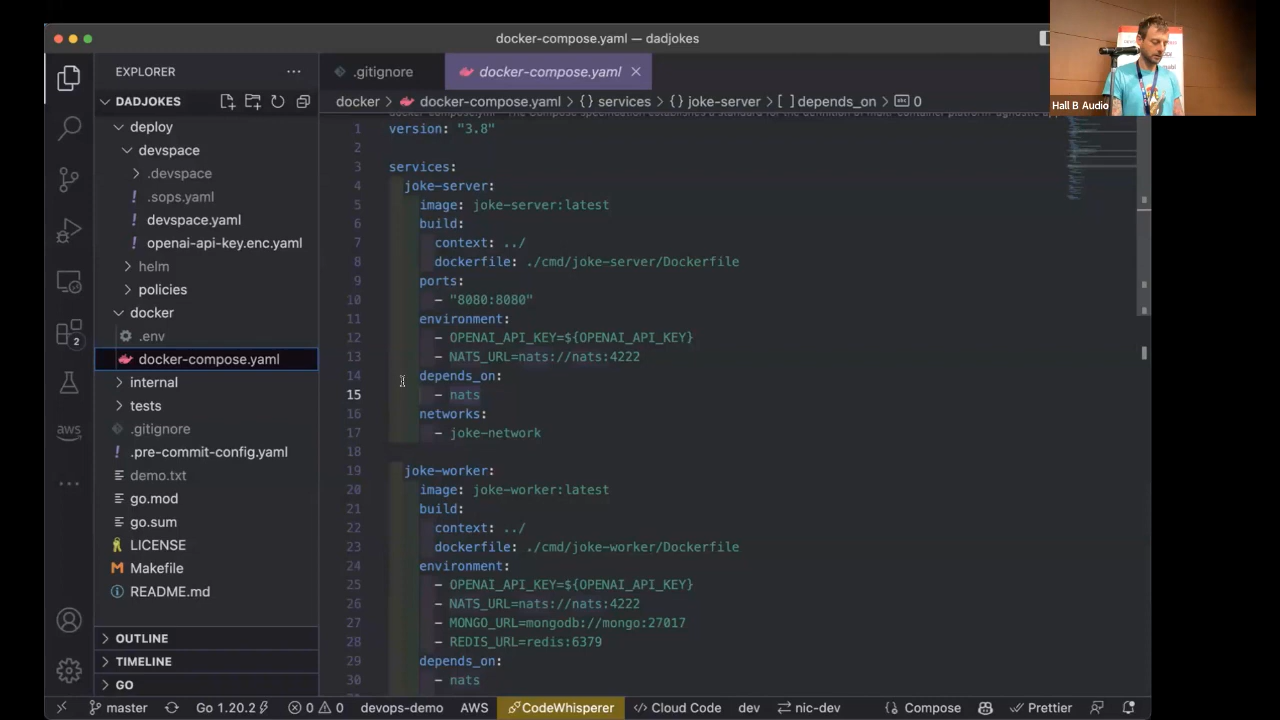 docker-compose.yaml — dadjokes
EXPLORER
.gitignore
docker-compose.yaml
Hall B Audio
DADJOKES
docker > docker-compose.yaml > {} services > {} joke-server > [ ] depends_on > abc 0
deploy
devspace
.devspace
.sops.yaml
devspace.yaml
openai-api-key.enc.yaml
helm
policies
docker
.env
docker-compose.yaml
internal
tests
.gitignore
.pre-commit-config.yaml
demo.txt
go.mod
go.sum
LICENSE
Makefile
README.md
OUTLINE
TIMELINE
GO
2
aws
1 version: "3.8"
2
3 services:
4 joke-server:
5 image: joke-server:latest
6 build:
7 context: ../
8 dockerfile: ./cmd/joke-server/Dockerfile
9 ports:
10 - "8080:8080"
11 environment:
12 - OPENAI_API_KEY=${OPENAI_API_KEY}
13 - NATS_URL=nats://nats:4222
14 depends_on:
15 - nats
16 networks:
17 - joke-network
18
19 joke-worker:
20 image: joke-worker:latest
21 build:
22 context: ../
23 dockerfile: ./cmd/joke-worker/Dockerfile
24 environment:
25 - OPENAI_API_KEY=${OPENAI_API_KEY}
26 - NATS_URL=nats://nats:4222
27 - MONGO_URL=mongodb://mongo:27017
28 - REDIS_URL=redis:6379
29 depends_on:
30 - nats
master Go 1.20.2 0 0 devops-demo AWS CodeWhisperer Cloud Code dev nic-dev Compose Prettier